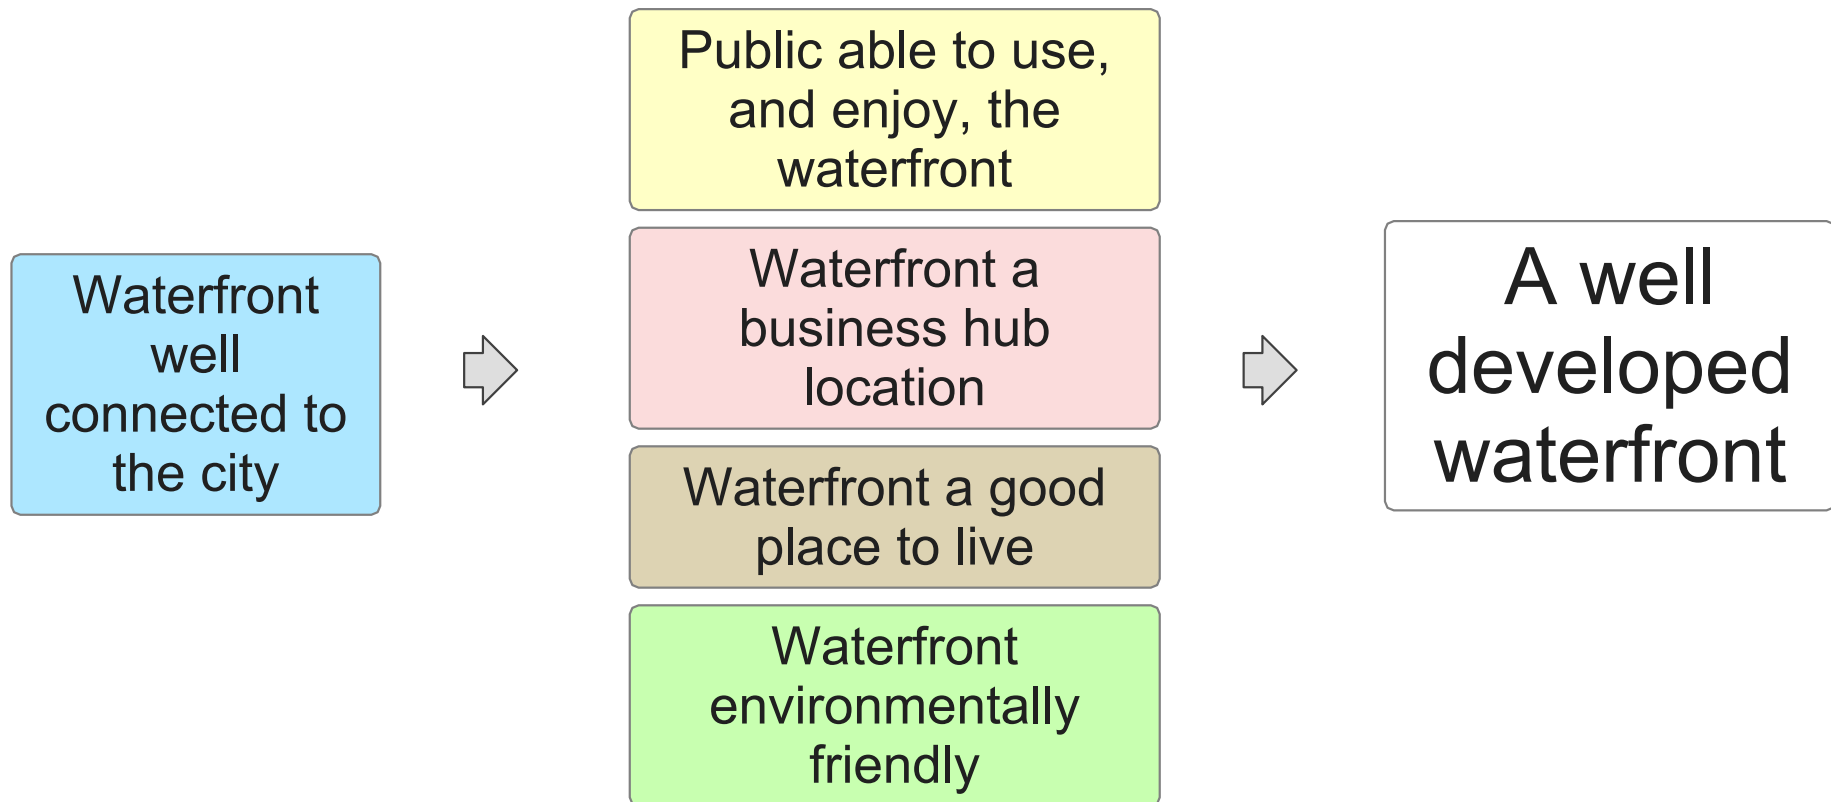 Waterfront
well
connected to
the city
Public able to use,
and enjoy, the
waterfront
Waterfront a
business hub
location
Waterfront a good
place to live
Waterfront
environmentally
friendly
A well
developed
waterfront